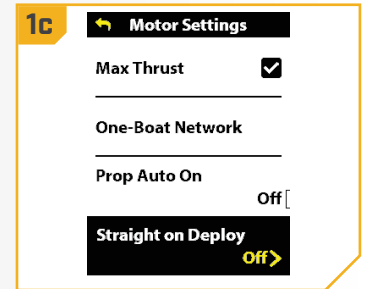 1c
Motor Settings
Max Thrust
One-Boat Network
Prop Auto On
Off
Straight on Deploy
Off